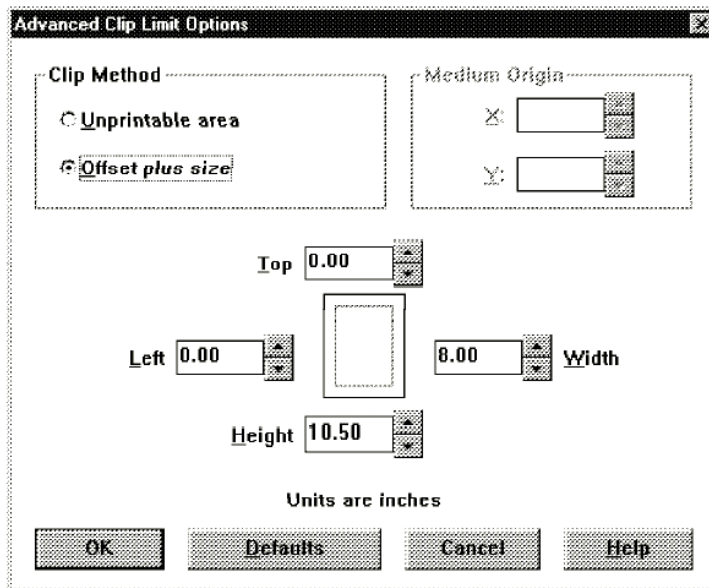 Advanced Clip Limit Options
Clip Method
Unprintable area
Offset plus size
Medium Origin
X:
Y:
Top 0.00
Left 0.00
8.00 Width
Height 10.50
Units are inches
OK Defaults Cancel Help